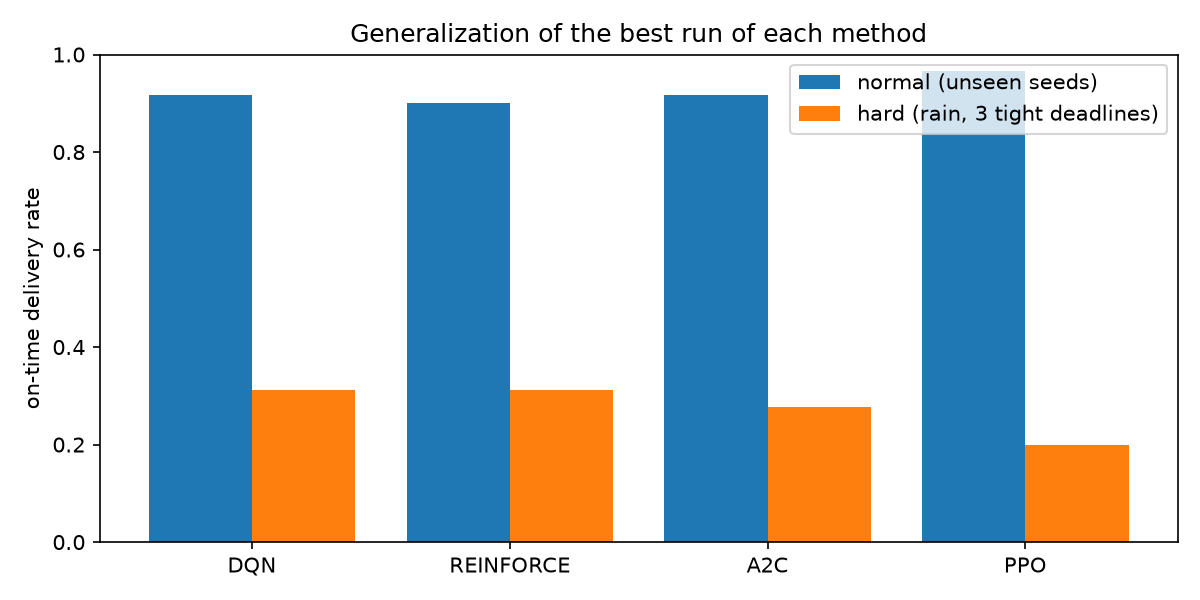 Generalization of the best run of each method
1.0
0.8
0.6
0.4
0.2
0.0
on-time delivery rate
normal (unseen seeds)
hard (rain, 3 tight deadlines)
DQN
REINFORCE
A2C
PPO